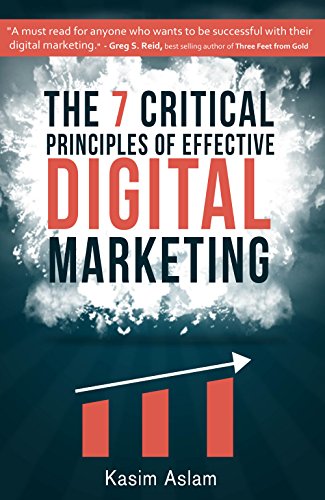 "A must read for anyone who wants to be successful with their
digital marketing." - Greg S. Reid, best selling author of Three Feet from Gold
THE 7 CRITICAL
PRINCIPLES OF EFFECTIVE
DIGITAL
MARKETING
Kasim Aslam